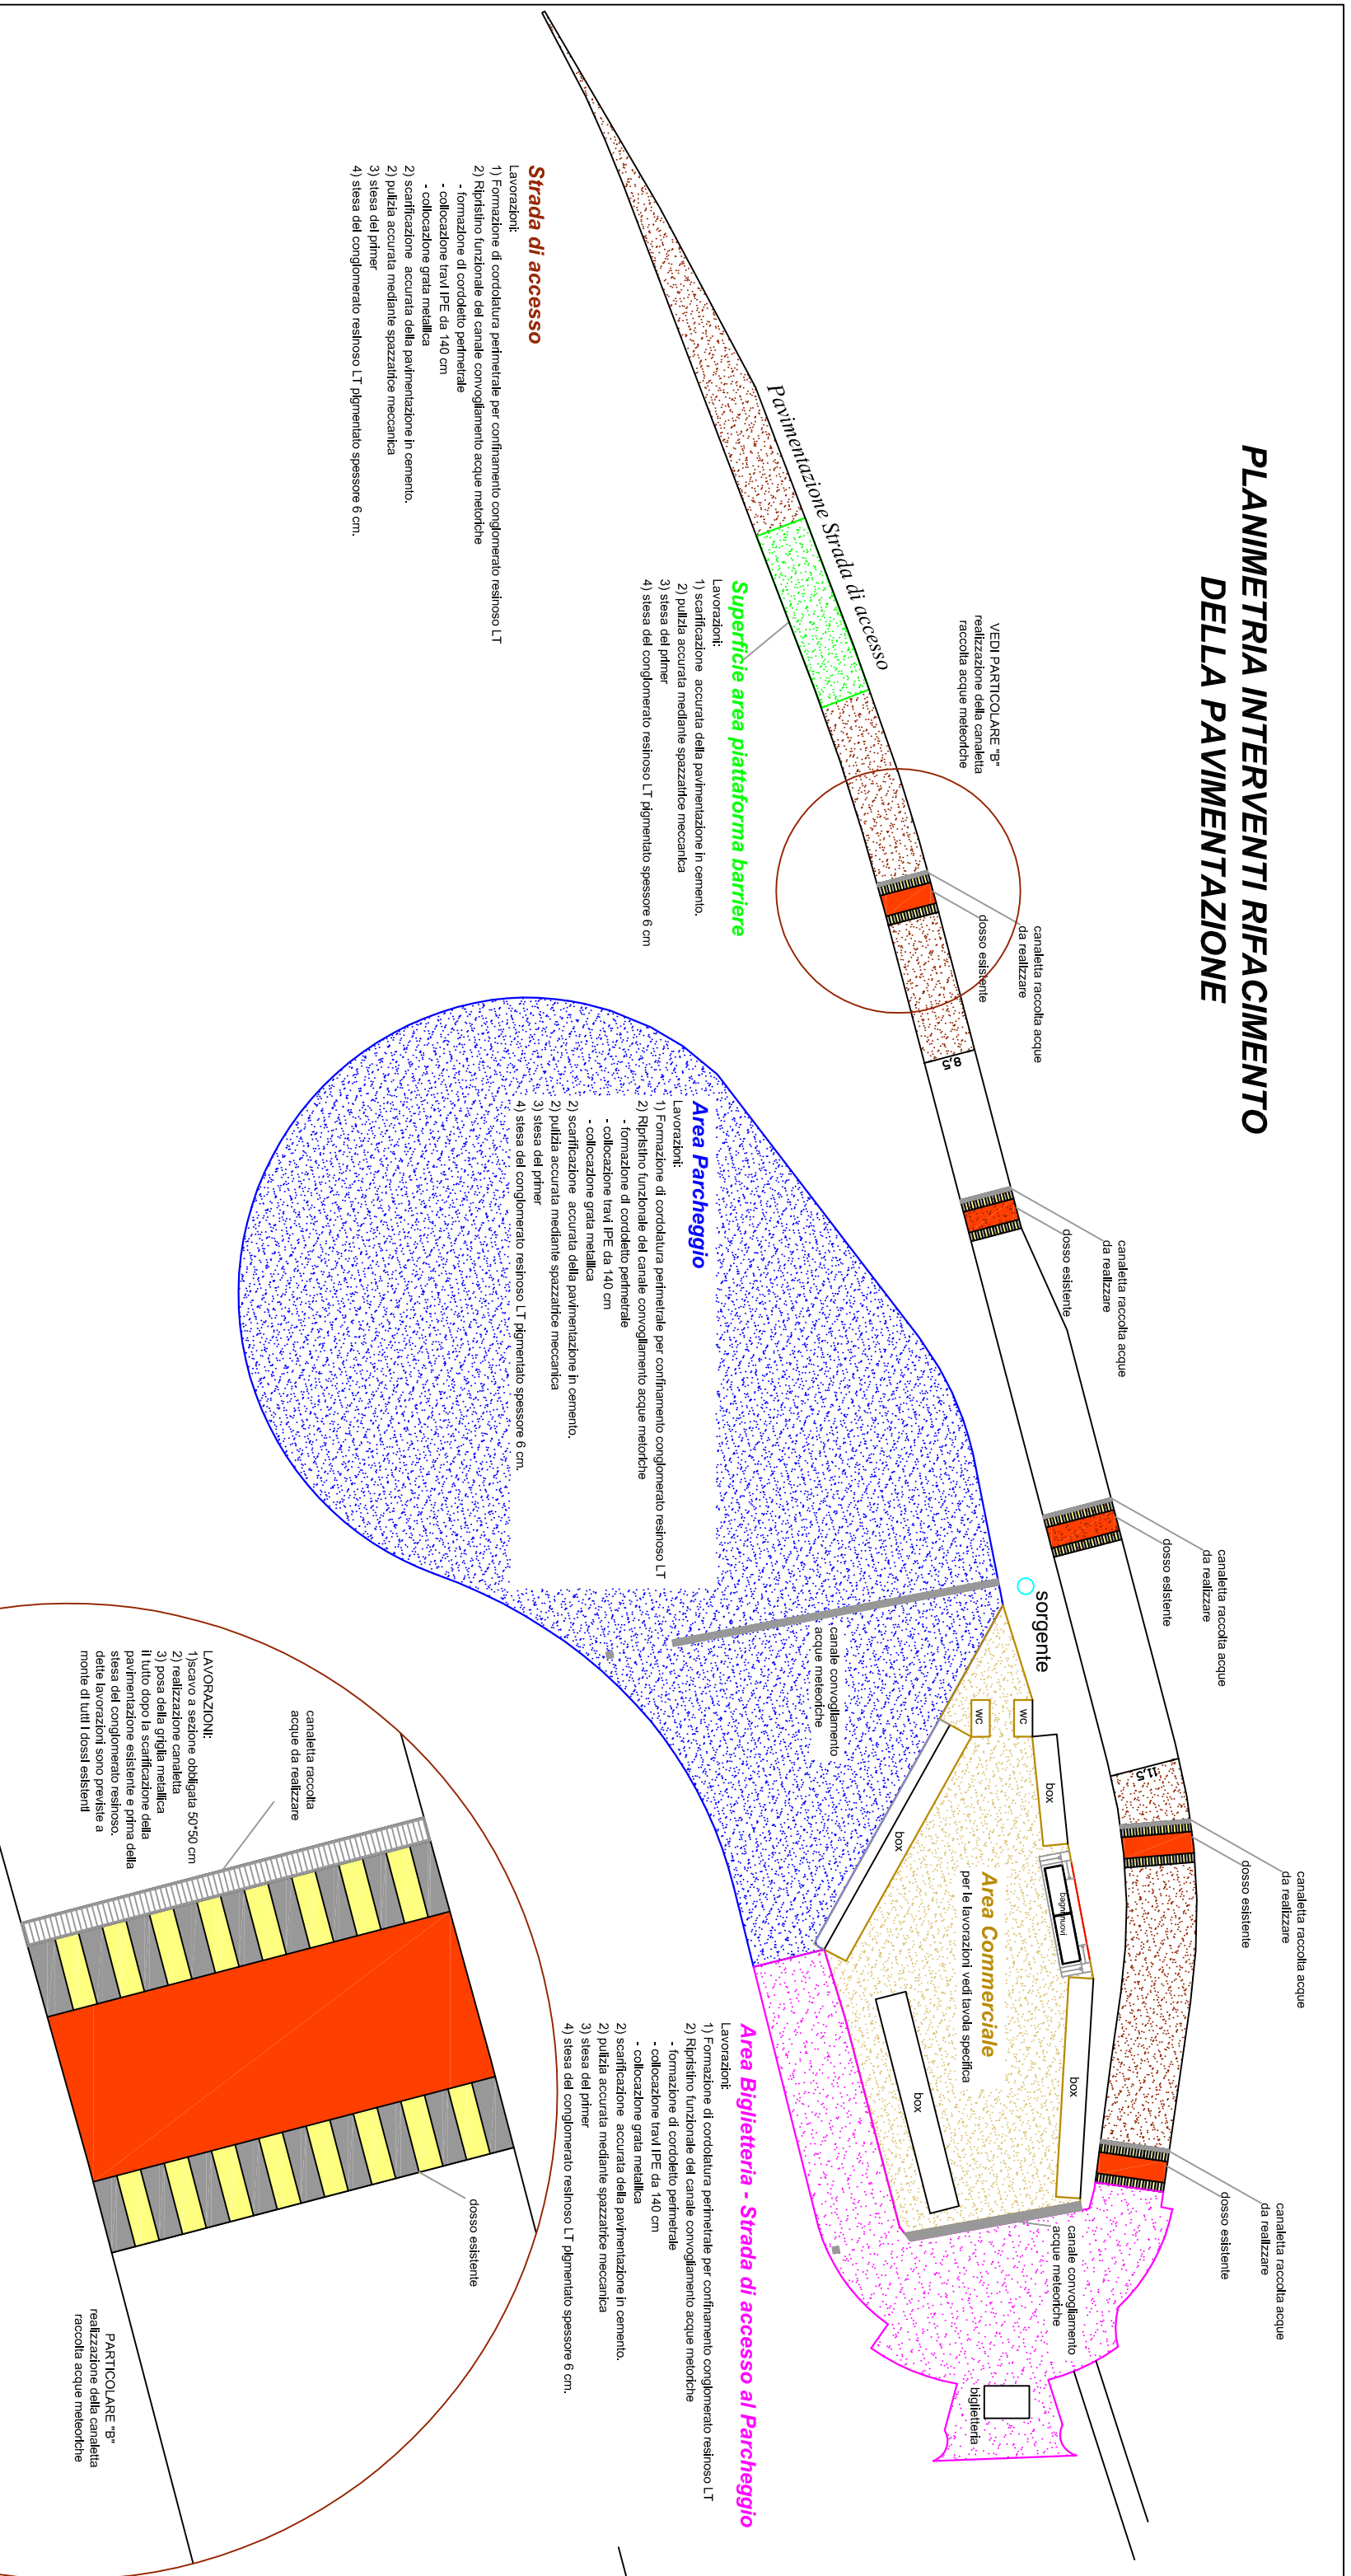 PLANIMETRIA INTERVENTI RIFACIMENTO
DELLA PAVIMENTAZIONE
Pavimentazione Strada di accesso
VEDI PARTICOLARE "B"
realizzazione della canaletta
raccolta acque meteoriche
canaletta raccolta acque
da realizzare
dosso esistente
8,5
canaletta raccolta acque
da realizzare
dosso esistente
canaletta raccolta acque
da realizzare
dosso esistente
11,5
canaletta raccolta acque
da realizzare
dosso esistente
canaletta raccolta acque
da realizzare
dosso esistente
Strada di accesso
Lavorazioni:
1) Formazione di cordolatura perimetrale per confinamento conglomerato resinoso LT
2) Ripristino funzionale del canale convogliamento acque metoriche
- formazione di cordoletto perimetrale
- collocazione travi IPE da 140 cm
- collocazione grata metallica
2) scarificazione accurata della pavimentazione in cemento.
2) pulizia accurata mediante spazzatrice meccanica
3) stesa del primer
4) stesa del conglomerato resinoso LT pigmentato spessore 6 cm.
Superficie area piattaforma barriere
Lavorazioni:
1) scarificazione accurata della pavimentazione in cemento.
2) pulizia accurata mediante spazzatrice meccanica
3) stesa del primer
4) stesa del conglomerato resinoso LT pigmentato spessore 6 cm
Area Parcheggio
Lavorazioni:
1) Formazione di cordolatura perimetrale per confinamento conglomerato resinoso LT
2) Ripristino funzionale del canale convogliamento acque metoriche
- formazione di cordoletto perimetrale
- collocazione travi IPE da 140 cm
- collocazione grata metallica
2) scarificazione accurata della pavimentazione in cemento.
2) pulizia accurata mediante spazzatrice meccanica
3) stesa del primer
4) stesa del conglomerato resinoso LT pigmentato spessore 6 cm.
sorgente
canale convogliamento
acque meteoriche
wc
wc
box
box
bagni nuovi
Area Commerciale
per le lavorazioni vedi tavola specifica
box
box
canale convogliamento
acque meteoriche
biglietteria
Area Biglietteria - Strada di accesso al Parcheggio
Lavorazioni:
1) Formazione di cordolatura perimetrale per confinamento conglomerato resinoso LT
2) Ripristino funzionale del canale convogliamento acque metoriche
- formazione di cordoletto perimetrale
- collocazione travi IPE da 140 cm
- collocazione grata metallica
2) scarificazione accurata della pavimentazione in cemento.
2) pulizia accurata mediante spazzatrice meccanica
3) stesa del primer
4) stesa del conglomerato resinoso LT pigmentato spessore 6 cm.
canaletta raccolta
acque da realizzare
LAVORAZIONI:
1)scavo a sezione obbligata 50*50 cm
2) realizzazione canaletta
3) posa della griglia metallica
il tutto dopo la scarificazione della
pavimentazione esistente e prima della
stesa del conglomerato resinoso.
dette lavorazioni sono previste a
monte di tutti i dossi esistenti
dosso esistente
PARTICOLARE "B"
realizzazione della canaletta
raccolta acque meteoriche